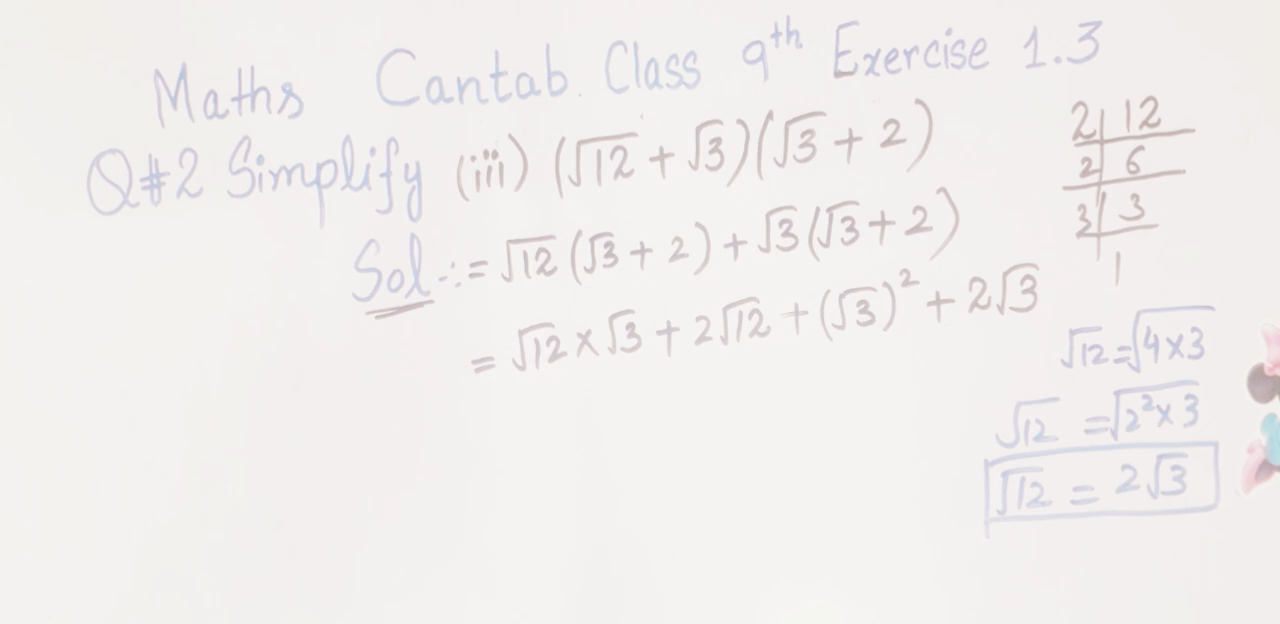 Maths Cantab. Class 9th Exercise 1.3
Q#2 Simplify (iii) (√12 + √3)(√3 + 2)
Sol:- = √12 (√3 + 2) + √3 (√3 + 2)
= √12 × √3 + 2√12 + (√3)² + 2√3
2 | 12
2 | 6
3 | 3
1
√12 = √4×3
√12 = √2²×3
√12 = 2√3